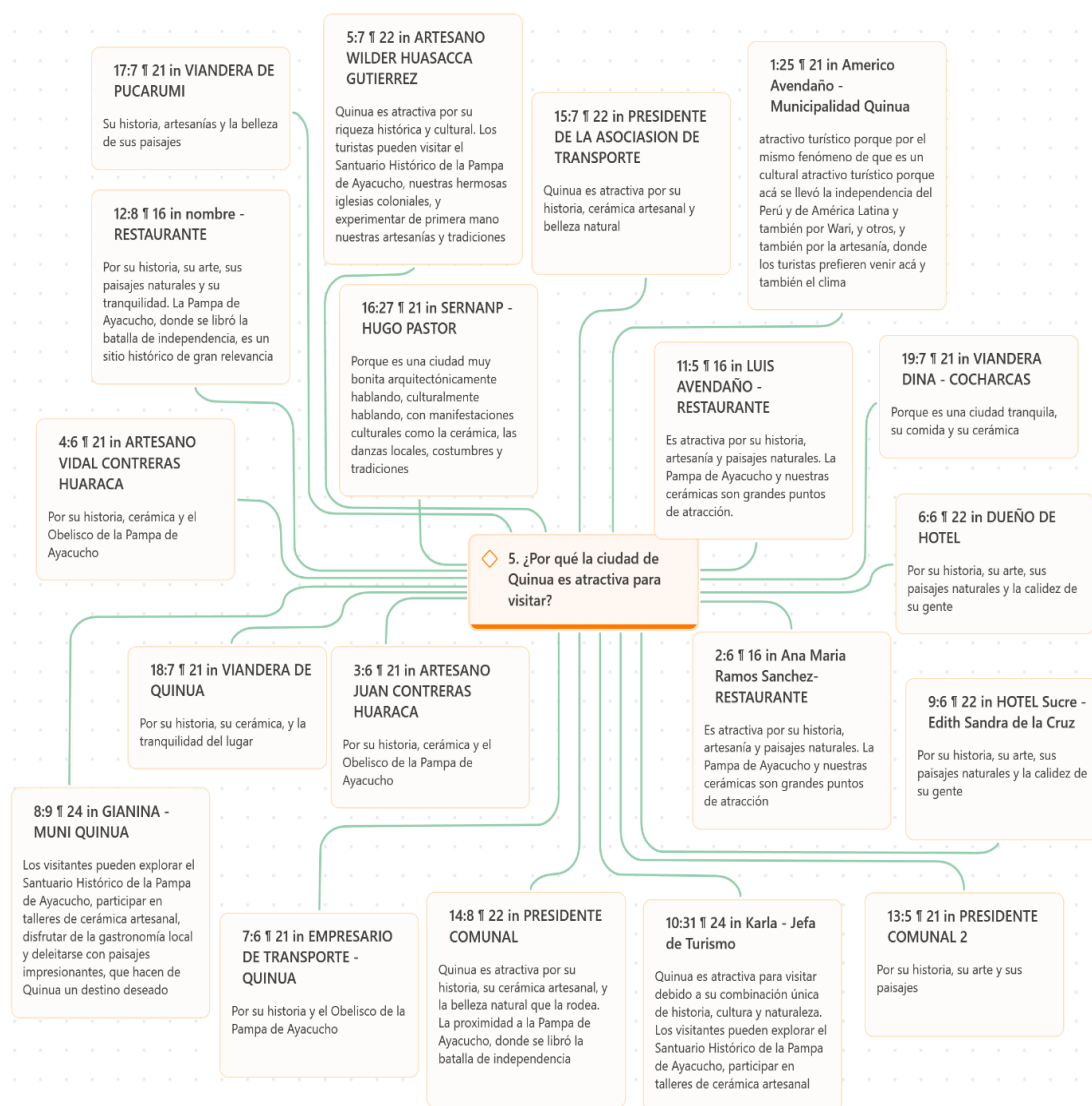 5:7 ¶ 22 in ARTESANO
WILDER HUASACCA
GUTIERREZ
Quinua es atractiva por su
riqueza histórica y cultural. Los
turistas pueden visitar el
Santuario Histórico de la Pampa
de Ayacucho, nuestras hermosas
iglesias coloniales, y
experimentar de primera mano
nuestras artesanías y tradiciones
17:7 ¶ 21 in VIANDERA DE
PUCARUMI
Su historia, artesanías y la belleza
de sus paisajes
1:25 ¶ 21 in Americo
Avendaño -
Municipalidad Quinua
atractivo turístico porque por el
mismo fenómeno de que es un
cultural atractivo turístico porque
acá se llevó la independencia del
Perú y de América Latina y
también por Wari, y otros, y
también por la artesanía, donde
los turistas prefieren venir acá y
también el clima
15:7 ¶ 22 in PRESIDENTE
DE LA ASOCIASION DE
TRANSPORTE
Quinua es atractiva por su
historia, cerámica artesanal y
belleza natural
12:8 ¶ 16 in nombre -
RESTAURANTE
Por su historia, su arte, sus
paisajes naturales y su
tranquilidad. La Pampa de
Ayacucho, donde se libró la
batalla de independencia, es un
sitio histórico de gran relevancia
16:27 ¶ 21 in SERNANP -
HUGO PASTOR
Porque es una ciudad muy
bonita arquitectónicamente
hablando, culturalmente
hablando, con manifestaciones
culturales como la cerámica, las
danzas locales, costumbres y
tradiciones
11:5 ¶ 16 in LUIS
AVENDAÑO -
RESTAURANTE
Es atractiva por su historia,
artesanía y paisajes naturales. La
Pampa de Ayacucho y nuestras
cerámicas son grandes puntos
de atracción.
19:7 ¶ 21 in VIANDERA
DINA - COCHARCAS
Porque es una ciudad tranquila,
su comida y su cerámica
4:6 ¶ 21 in ARTESANO
VIDAL CONTRERAS
HUARACA
Por su historia, cerámica y el
Obelisco de la Pampa de
Ayacucho
6:6 ¶ 22 in DUEÑO DE
HOTEL
Por su historia, su arte, sus
paisajes naturales y la calidez de
su gente
5. ¿Por qué la ciudad de
Quinua es atractiva para
visitar?
18:7 ¶ 21 in VIANDERA DE
QUINUA
Por su historia, su cerámica, y la
tranquilidad del lugar
3:6 ¶ 21 in ARTESANO
JUAN CONTRERAS
HUARACA
Por su historia, cerámica y el
Obelisco de la Pampa de
Ayacucho
2:6 ¶ 16 in Ana Maria
Ramos Sanchez-
RESTAURANTE
Es atractiva por su historia,
artesanía y paisajes naturales. La
Pampa de Ayacucho y nuestras
cerámicas son grandes puntos
de atracción
9:6 ¶ 22 in HOTEL Sucre -
Edith Sandra de la Cruz
Por su historia, su arte, sus
paisajes naturales y la calidez de
su gente
8:9 ¶ 24 in GIANINA -
MUNI QUINUA
Los visitantes pueden explorar el
Santuario Histórico de la Pampa
de Ayacucho, participar en
talleres de cerámica artesanal,
disfrutar de la gastronomía local
y deleitarse con paisajes
impresionantes, que hacen de
Quinua un destino deseado
7:6 ¶ 21 in EMPRESARIO
DE TRANSPORTE -
QUINUA
Por su historia y el Obelisco de la
Pampa de Ayacucho
14:8 ¶ 22 in PRESIDENTE
COMUNAL
Quinua es atractiva por su
historia, su cerámica artesanal, y
la belleza natural que la rodea.
La proximidad a la Pampa de
Ayacucho, donde se libró la
batalla de independencia
10:31 ¶ 24 in Karla - Jefa
de Turismo
Quinua es atractiva para visitar
debido a su combinación única
de historia, cultura y naturaleza.
Los visitantes pueden explorar el
Santuario Histórico de la Pampa
de Ayacucho, participar en
talleres de cerámica artesanal
13:5 ¶ 21 in PRESIDENTE
COMUNAL 2
Por su historia, su arte y sus
paisajes